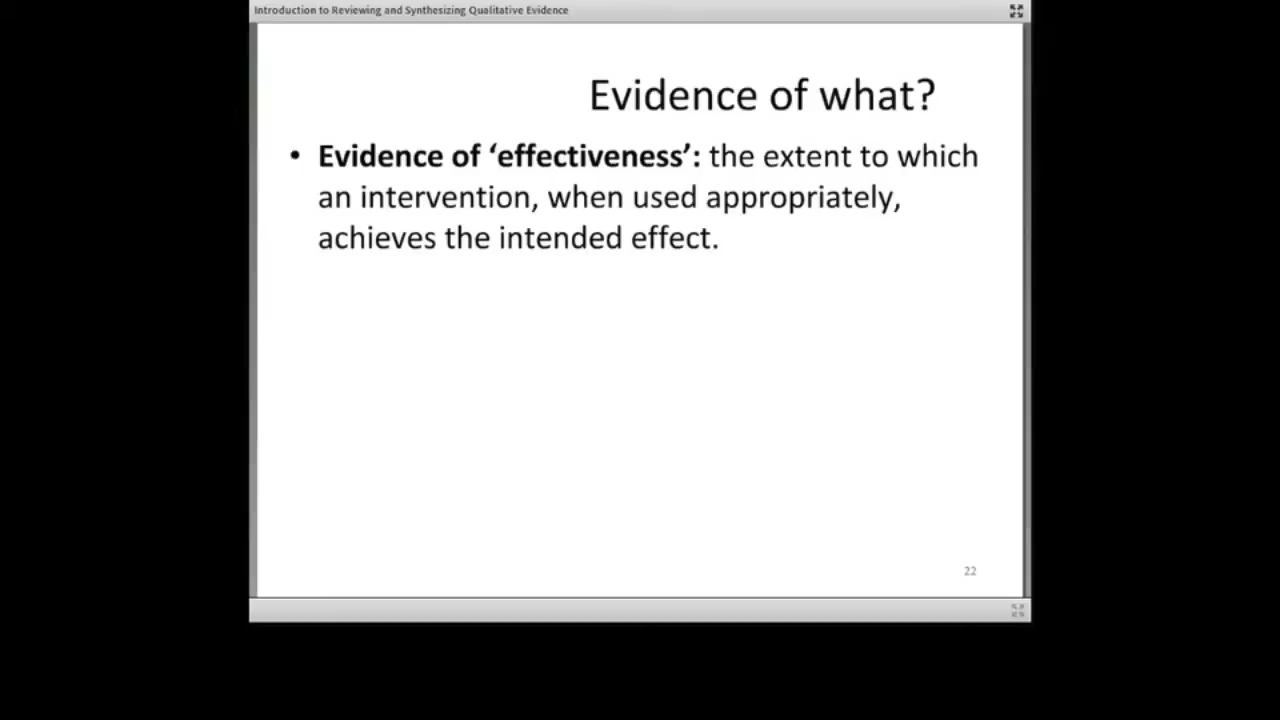 Introduction to Reviewing and Synthesizing Qualitative Evidence
Evidence of what?
• Evidence of ‘effectiveness’: the extent to which
an intervention, when used appropriately,
achieves the intended effect.
22